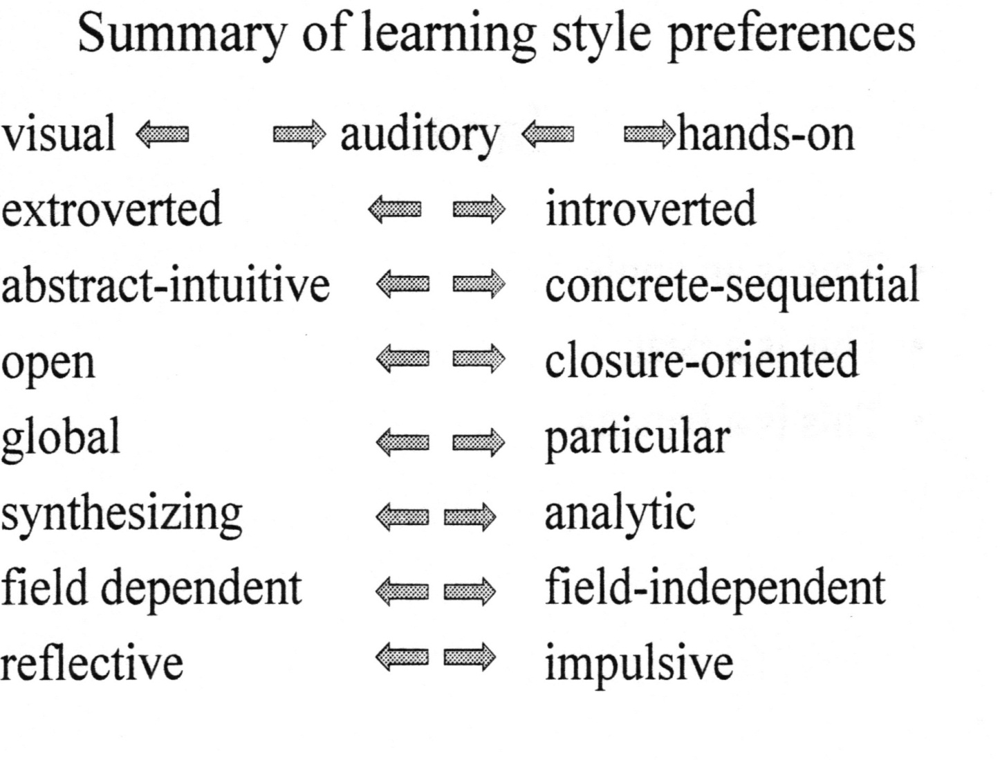 Summary of learning style preferences
visual auditory hands-on
extroverted introverted
abstract-intuitive concrete-sequential
open closure-oriented
global particular
synthesizing analytic
field dependent field-independent
reflective impulsive